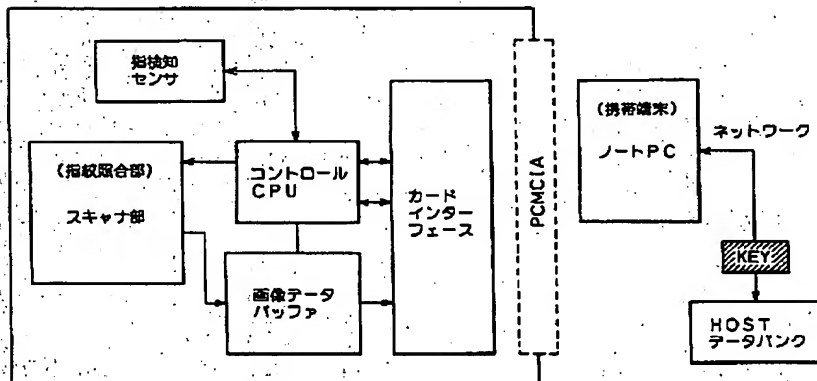 指検知
センサ
(指紋照合部)
スキャナ部
コントロール
CPU
画像データ
バッファ
カード
インター
フェース
PCMCIA
(携帯端末)
ノートPC
ネットワーク
KEY
HOST
データバンク